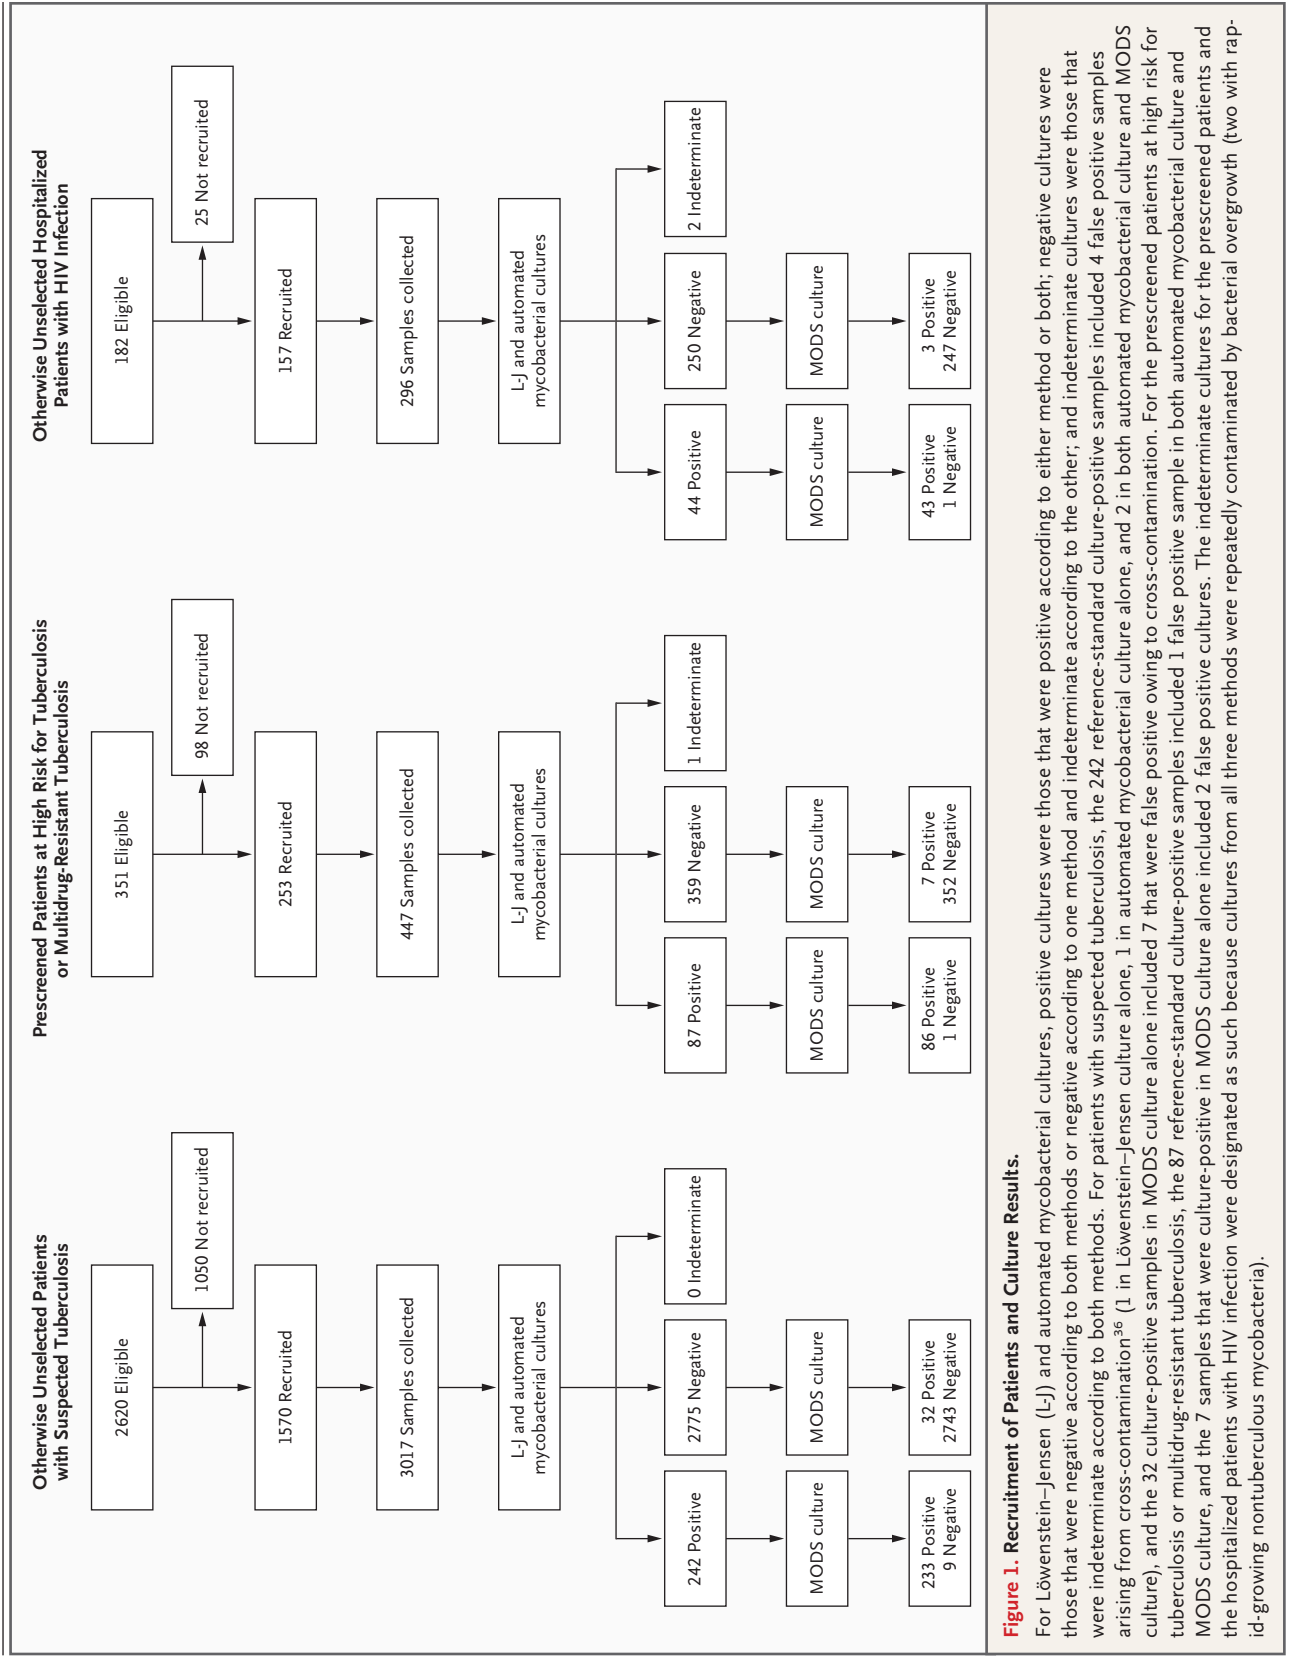 Otherwise Unselected Patients
with Suspected Tuberculosis
2620 Eligible
1050 Not recruited
1570 Recruited
3017 Samples collected
L-J and automated
mycobacterial cultures
242 Positive
2775 Negative
0 Indeterminate
MODS culture
MODS culture
233 Positive
9 Negative
32 Positive
2743 Negative
Prescreened Patients at High Risk for Tuberculosis
or Multidrug-Resistant Tuberculosis
351 Eligible
98 Not recruited
253 Recruited
447 Samples collected
L-J and automated
mycobacterial cultures
87 Positive
359 Negative
1 Indeterminate
MODS culture
MODS culture
86 Positive
1 Negative
7 Positive
352 Negative
Otherwise Unselected Hospitalized
Patients with HIV Infection
182 Eligible
25 Not recruited
157 Recruited
296 Samples collected
L-J and automated
mycobacterial cultures
44 Positive
250 Negative
2 Indeterminate
MODS culture
MODS culture
43 Positive
1 Negative
3 Positive
247 Negative
Figure 1. Recruitment of Patients and Culture Results.
For Löwenstein–Jensen (L-J) and automated mycobacterial cultures, positive cultures were those that were positive according to either method or both; negative cultures were
those that were negative according to both methods or negative according to one method and indeterminate according to the other; and indeterminate cultures were those that
were indeterminate according to both methods. For patients with suspected tuberculosis, the 242 reference-standard culture-positive samples included 4 false positive samples
arising from cross-contamination36 (1 in Löwenstein–Jensen culture alone, 1 in automated mycobacterial culture alone, and 2 in both automated mycobacterial culture and MODS
culture), and the 32 culture-positive samples in MODS culture alone included 7 that were false positive owing to cross-contamination. For the prescreened patients at high risk for
tuberculosis or multidrug-resistant tuberculosis, the 87 reference-standard culture-positive samples included 1 false positive sample in both automated mycobacterial culture and
MODS culture, and the 7 samples that were culture-positive in MODS culture alone included 2 false positive cultures. The indeterminate cultures for the prescreened patients and
the hospitalized patients with HIV infection were designated as such because cultures from all three methods were repeatedly contaminated by bacterial overgrowth (two with rap-
id-growing nontuberculous mycobacteria).